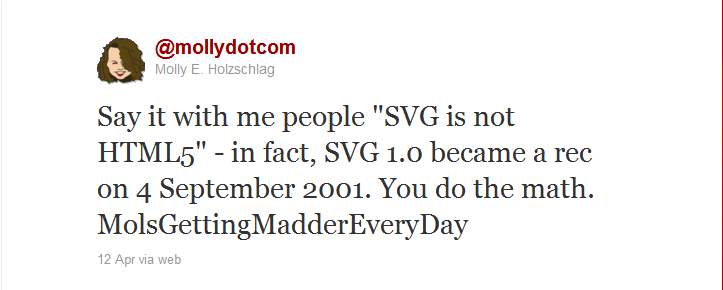 @mollydotcom
Molly E. Holzschlag
Say it with me people "SVG is not
HTML5" - in fact, SVG 1.0 became a rec
on 4 September 2001. You do the math.
MolsGettingMadderEveryDay
12 Apr via web